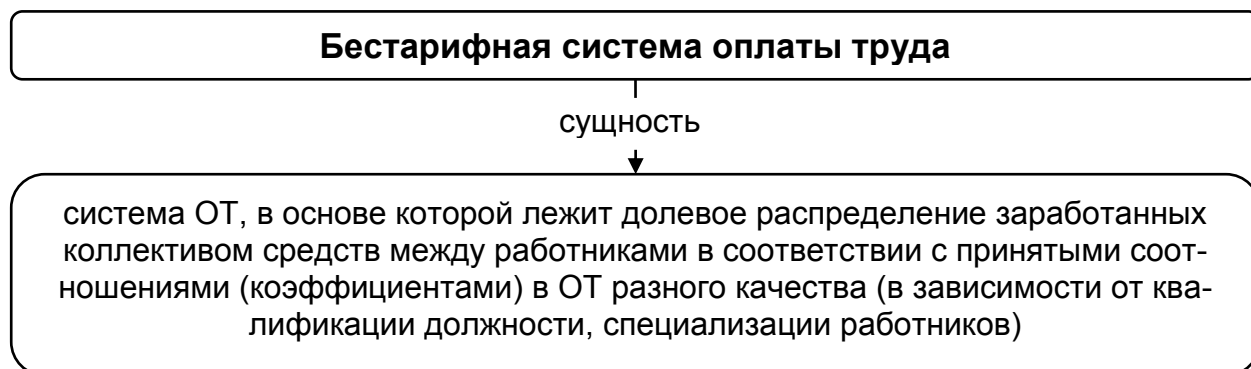 Бестарифная система оплаты труда
сущность
система ОТ, в основе которой лежит долевое распределение заработанных
коллективом средств между работниками в соответствии с принятыми соот-
ношениями (коэффициентами) в ОТ разного качества (в зависимости от ква-
лификации должности, специализации работников)